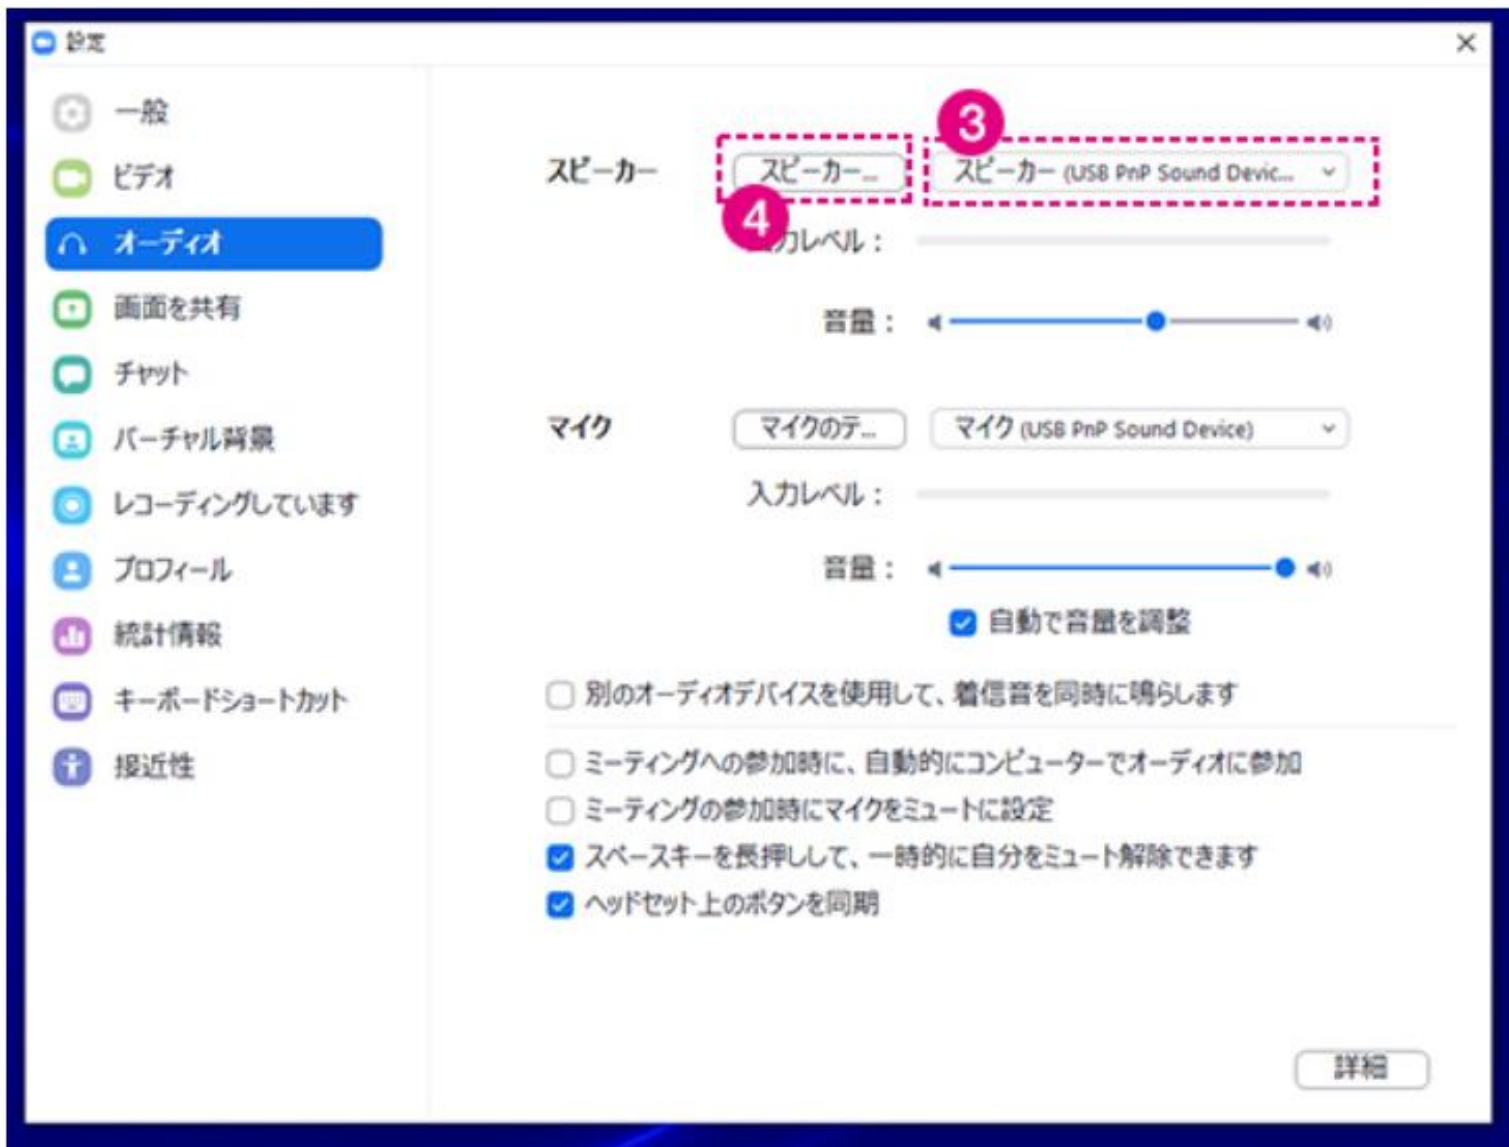 設定
一般
ビデオ
オーディオ
画面を共有
チャット
バーチャル背景
レコーディングしています
プロフィール
統計情報
キーボードショートカット
接近性
3
スピーカー
スピーカー...
スピーカー (USB PnP Sound Devic...
4
力レベル：
音量：
マイク
マイクのテ...
マイク (USB PnP Sound Device)
入力レベル：
音量：
自動で音量を調整
別のオーディオデバイスを使用して、着信音を同時に鳴らします
ミーティングへの参加時に、自動的にコンピューターでオーディオに参加
ミーティングの参加時にマイクをミュートに設定
スペースキーを長押しして、一時的に自分をミュート解除できます
ヘッドセット上のボタンを同期
詳細